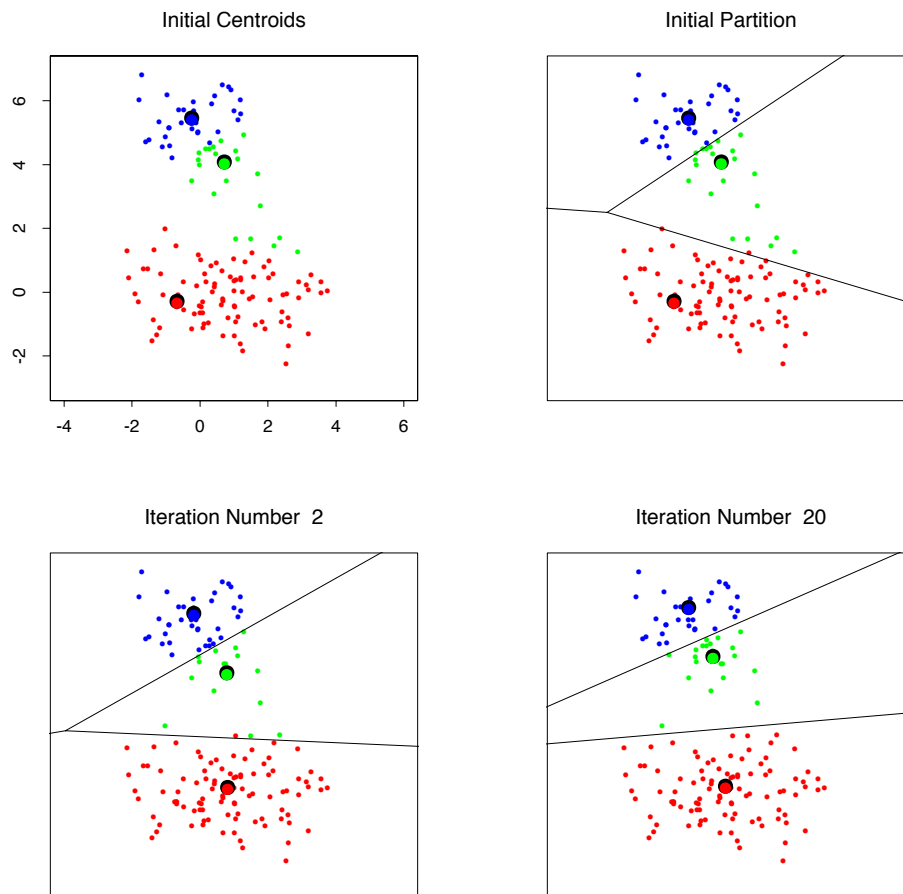 Initial Centroids
Initial Partition
6
4
2
0
-2
-4 -2 0 2 4 6
Iteration Number 2
Iteration Number 20